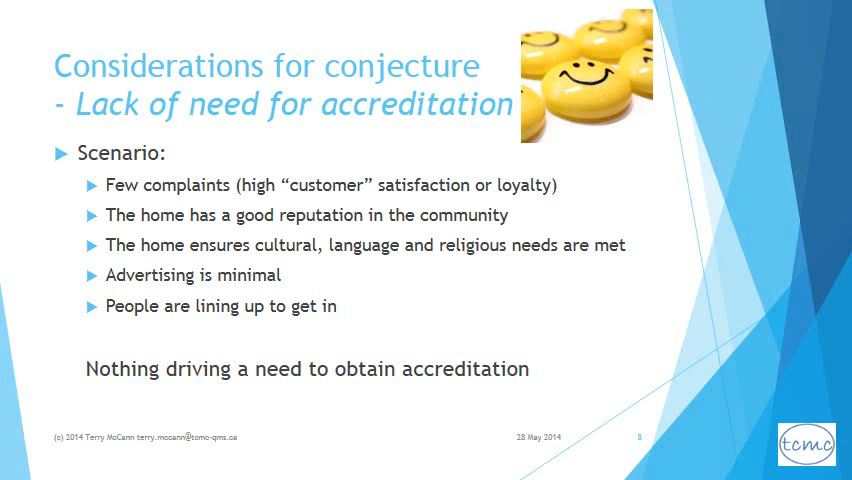 Considerations for conjecture
- Lack of need for accreditation
Scenario:
Few complaints (high “customer” satisfaction or loyalty)
The home has a good reputation in the community
The home ensures cultural, language and religious needs are met
Advertising is minimal
People are lining up to get in
Nothing driving a need to obtain accreditation
(c) 2014 Terry McCann terry.mccann@tcmc-qms.ca
28 May 2014
8
tcmc